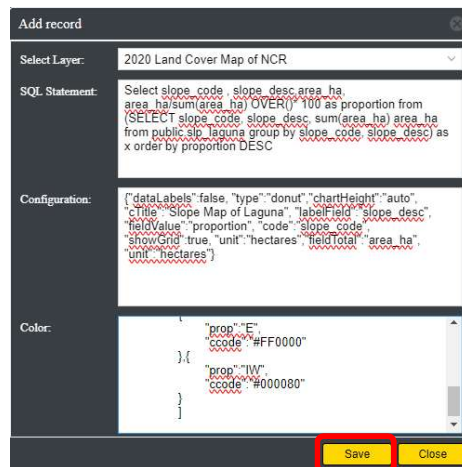 Add record
Select Layer:
2020 Land Cover Map of NCR
SQL Statement:
Select slope_code , slope_desc,area_ha,
area_ha/sum(area_ha) OVER()* 100 as proportion from
(SELECT slope_code, slope_desc, sum(area_ha) area_ha
from public.slp_laguna group by slope_code, slope_desc) as
x order by proportion DESC
Configuration:
{"dataLabels":false, "type":"donut","chartHeight":"auto",
"cTitle":"Slope Map of Laguna", "labelField":"slope_desc",
"fieldValue":"proportion", "code":"slope_code",
"showGrid":true, "unit":"hectares","fieldTotal":"area_ha",
"unit":"hectares"}
Color:
{
"prop":"E",
"ccode":"#FF0000"
},{
"prop":"IW",
"ccode":"#000080"
}
]
Save
Close